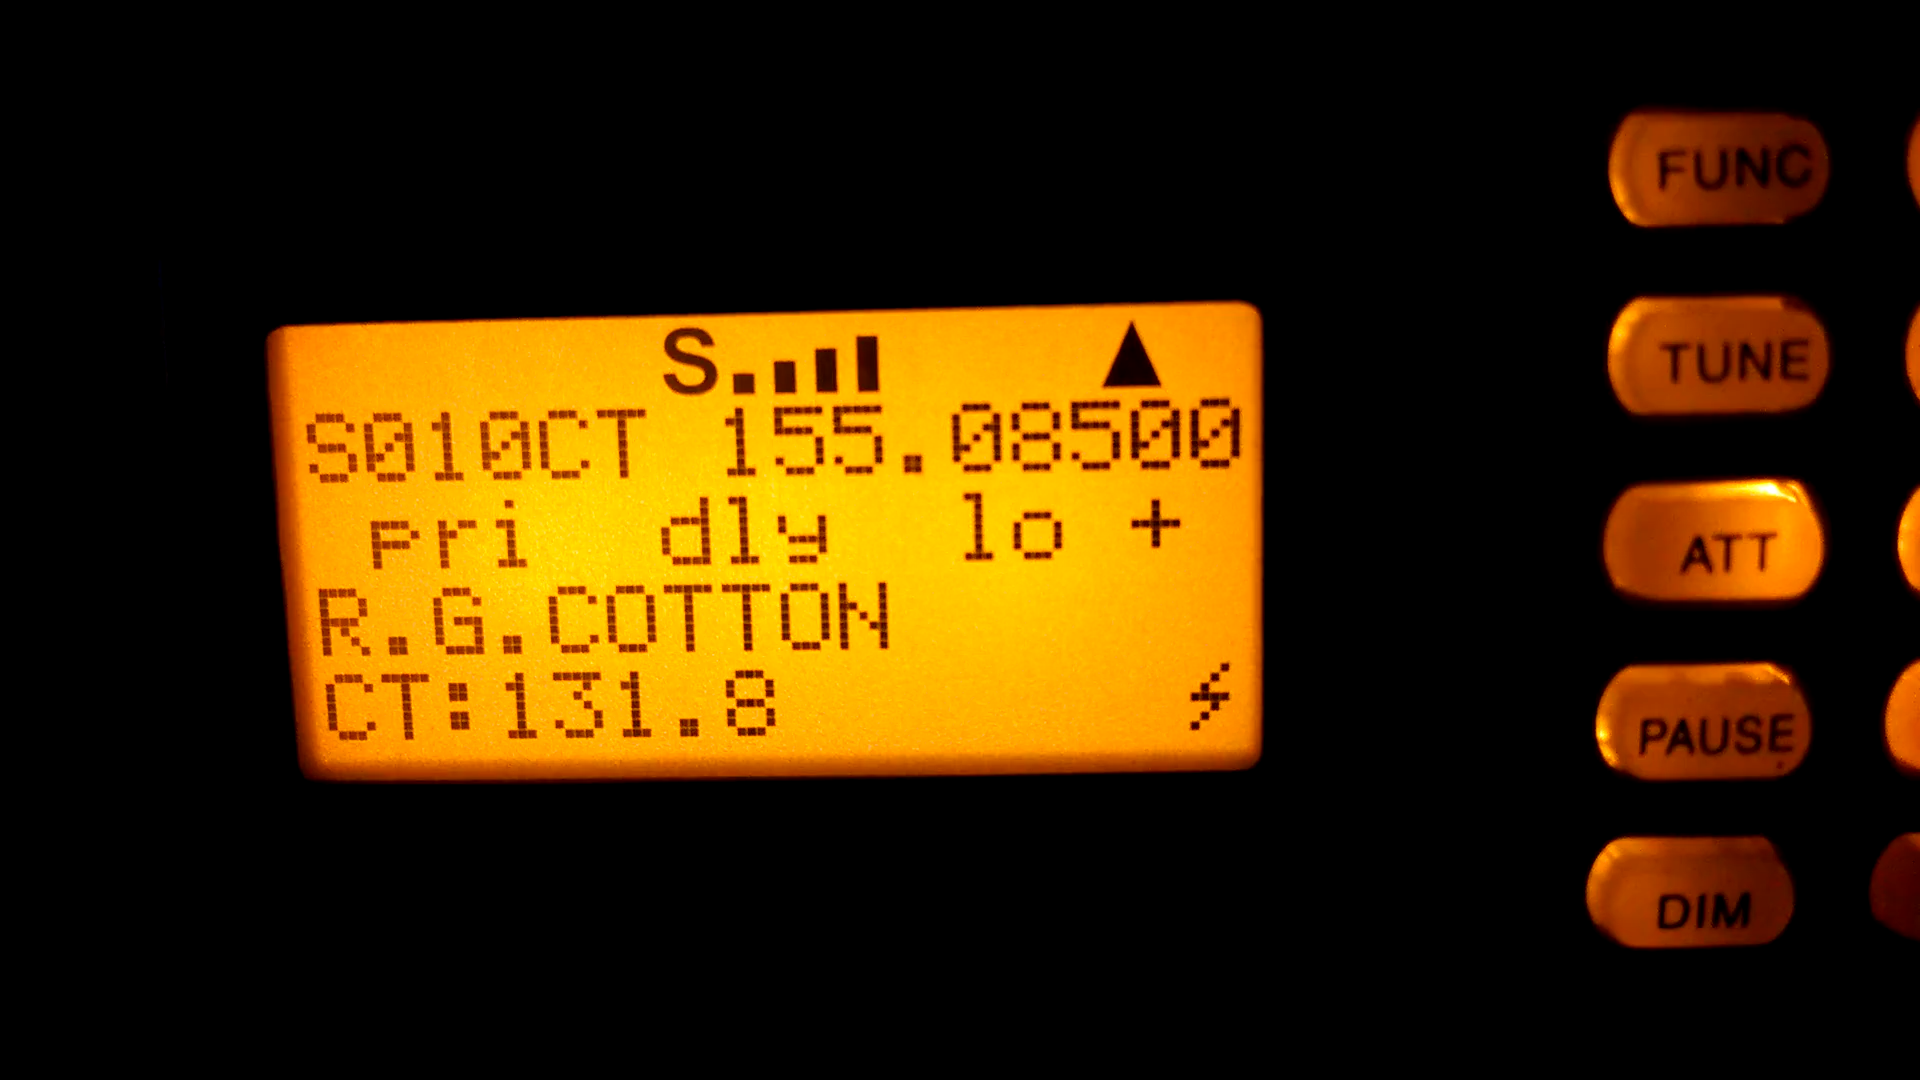 S
S010CT 155.08500
pri dly lo +
R.G.COTTON
CT:131.8
FUNC
TUNE
ATT
PAUSE
DIM